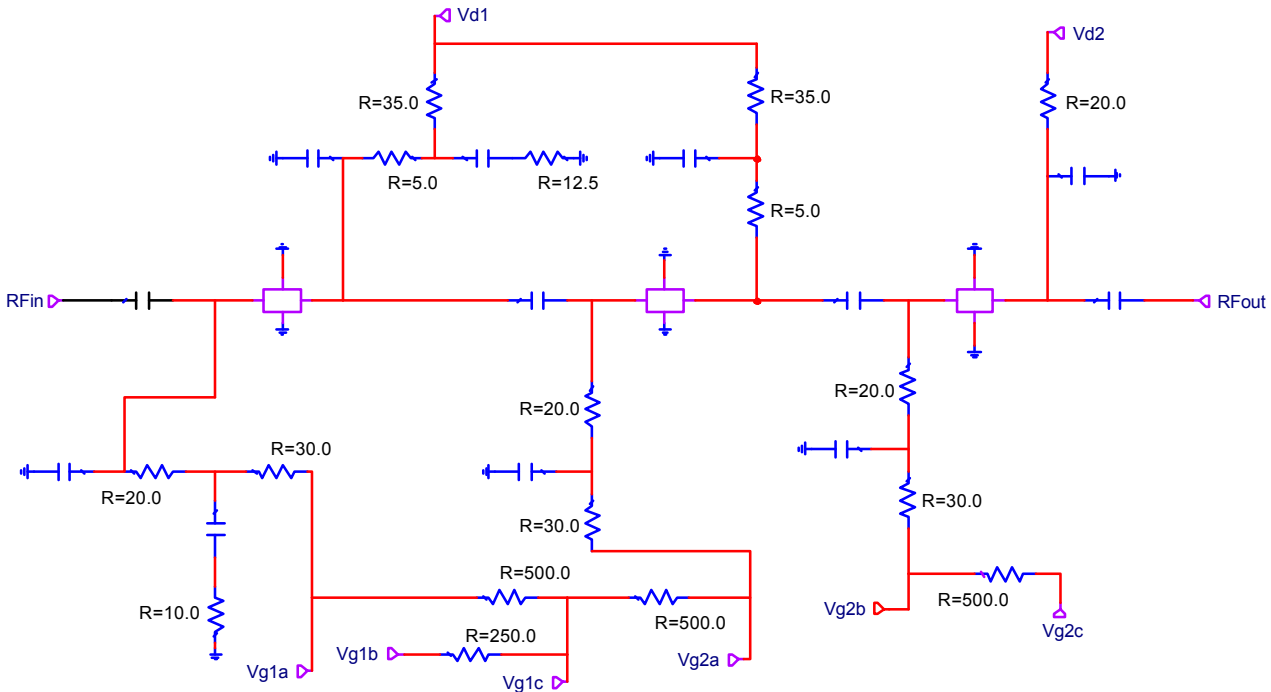 Vd1
Vd2
R=35.0
R=35.0
R=20.0
R=5.0
R=12.5
R=5.0
RFin
RFout
R=20.0
R=20.0
R=30.0
R=20.0
R=30.0
R=30.0
R=500.0
R=10.0
R=500.0
R=500.0
Vg2b
Vg2c
R=250.0
Vg1b
Vg2a
Vg1a
Vg1c